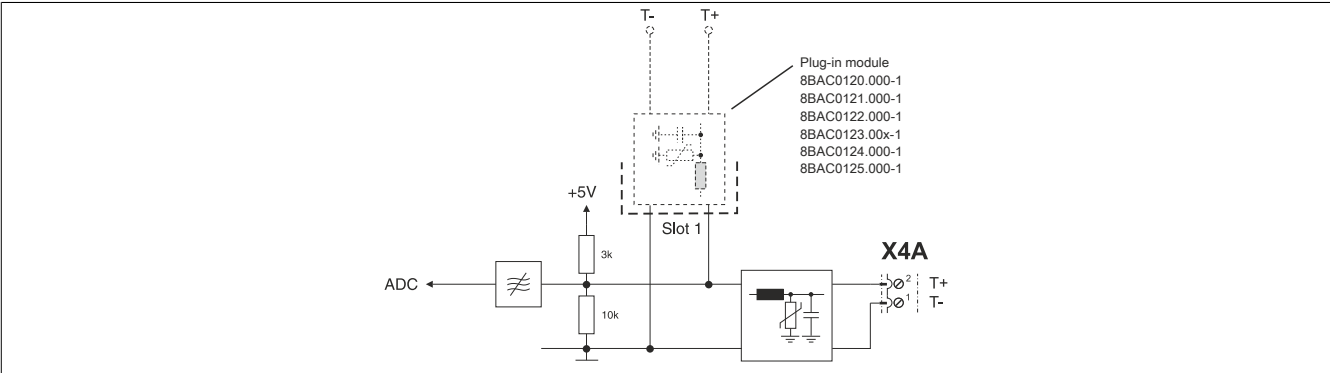 T- T+
Plug-in module
8BAC0120.000-1
8BAC0121.000-1
8BAC0122.000-1
8BAC0123.00x-1
8BAC0124.000-1
8BAC0125.000-1
+5V
Slot 1
3k
X4A
ADC
2 T+
1 T-
10k